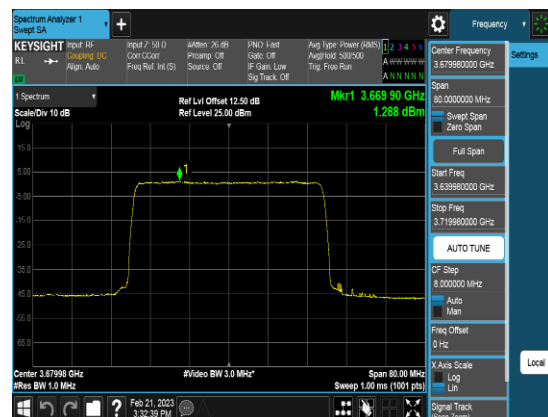 Spectrum Analyzer 1
Swept SA
+
Frequency
KEYSIGHT
RL
Input: RF
Coupling: DC
Align: Auto
Input Z: 50 Ω
Corr CCorr
Freq Ref: Int (S)
#Atten: 26 dB
Preamp: Off
Source: Off
PNO: Fast
Gate: Off
IF Gain: Low
Sig Track: Off
Avg Type: Power (RMS)
Avg|Hold: 500/500
Trig: Free Run
1 2 3 4 5 6
A W W W W W
A N N N N N
1 Spectrum
Scale/Div 10 dB
Log
Ref Lvl Offset 12.50 dB
Ref Level 25.00 dBm
Mkr1 3.669 90 GHz
1.288 dBm
15.0
5.00
-5.00
-15.0
-25.0
-35.0
-45.0
-55.0
-65.0
1
Center 3.67998 GHz
#Res BW 1.0 MHz
#Video BW 3.0 MHz*
Span 80.00 MHz
Sweep 1.00 ms (1001 pts)
Feb 21, 2023
3:32:39 PM
Center Frequency
3.679980000 GHz
Span
80.0000000 MHz
Swept Span
Zero Span
Full Span
Start Freq
3.639980000 GHz
Stop Freq
3.719980000 GHz
AUTO TUNE
CF Step
8.000000 MHz
Auto
Man
Freq Offset
0 Hz
X Axis Scale
Log
Lin
Signal Track
(Span Zoom)
Settings
Local